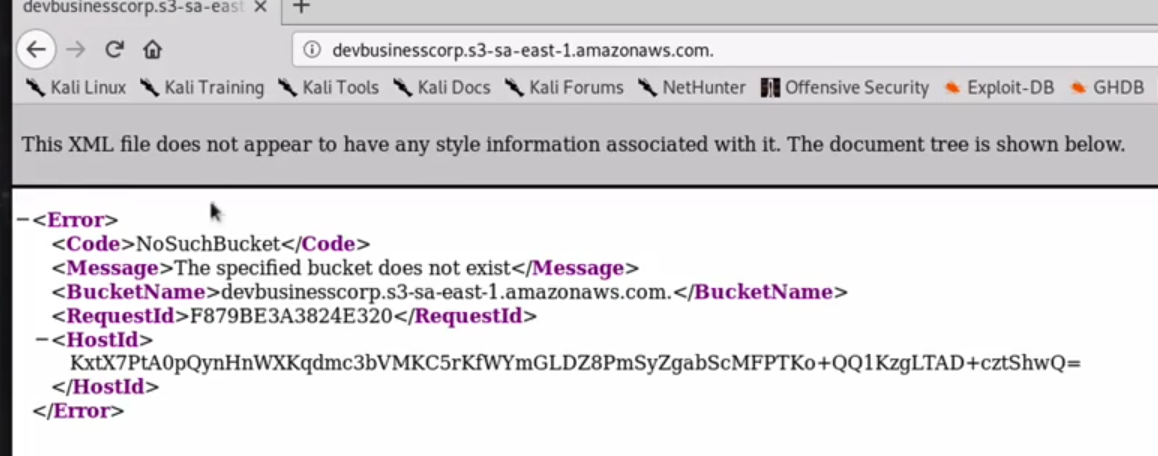 devbusinesscorp.s3-sa-east
devbusinesscorp.s3-sa-east-1.amazonaws.com.
Kali Linux Kali Training Kali Tools Kali Docs Kali Forums NetHunter Offensive Security Exploit-DB GHDB
This XML file does not appear to have any style information associated with it. The document tree is shown below.
−<Error>
<Code>NoSuchBucket</Code>
<Message>The specified bucket does not exist</Message>
<BucketName>devbusinesscorp.s3-sa-east-1.amazonaws.com.</BucketName>
<RequestId>F879BE3A3824E320</RequestId>
−<HostId>
KxtX7PtA0pQynHnWXKqdmc3bVMKC5rKfWYmGLDZ8PmSyZgabScMFPTKo+QQ1KzgLTAD+cztShwQ=
</HostId>
</Error>